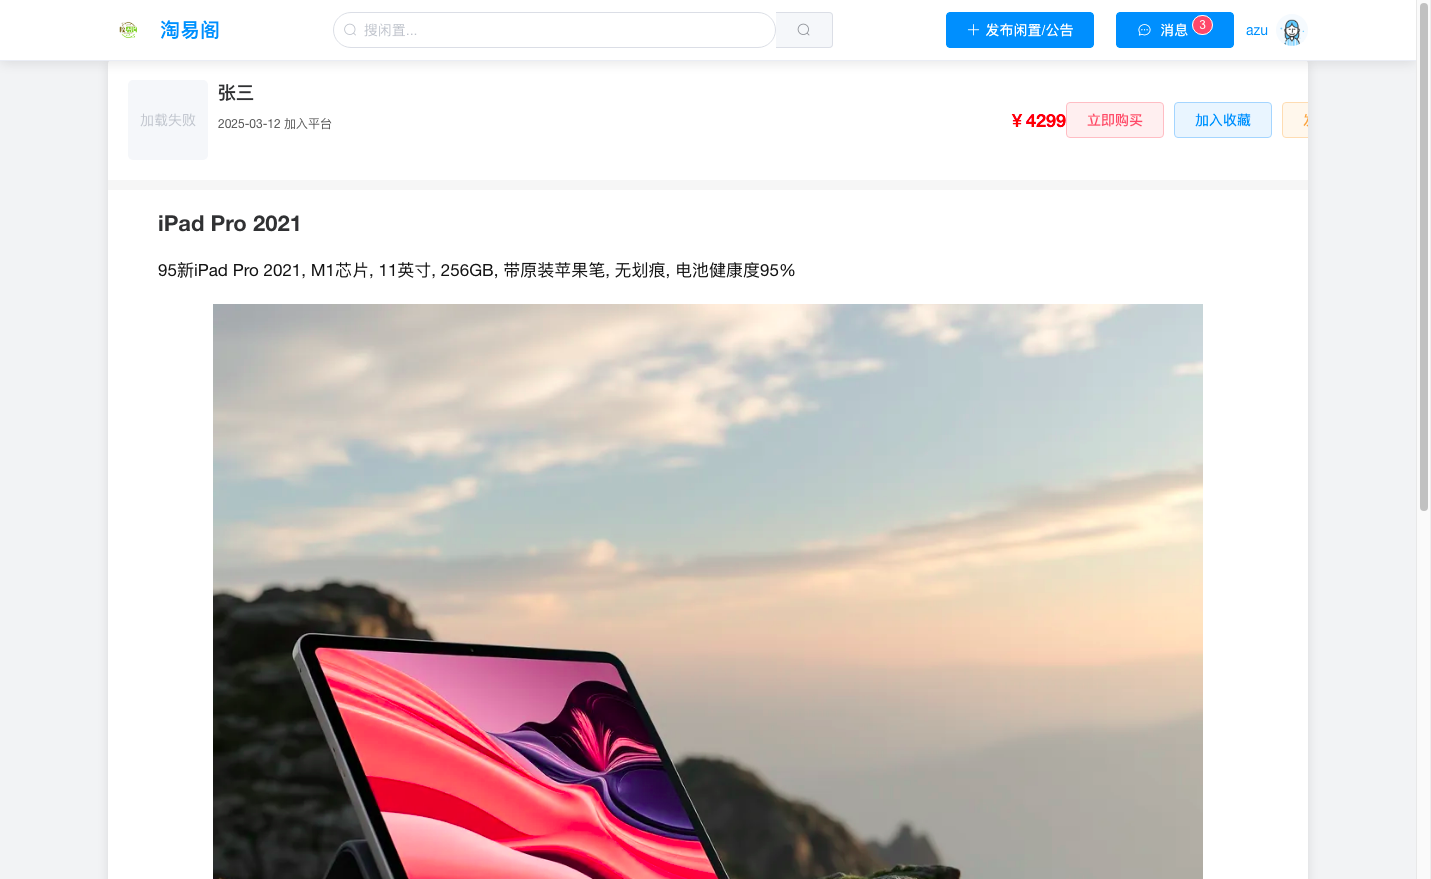 淘易阁
搜闲置...
发布闲置/公告
消息 3
azu
加载失败
张三
2025-03-12 加入平台
￥4299
立即购买
加入收藏
iPad Pro 2021
95新iPad Pro 2021, M1芯片, 11英寸, 256GB, 带原装苹果笔, 无划痕, 电池健康度95%